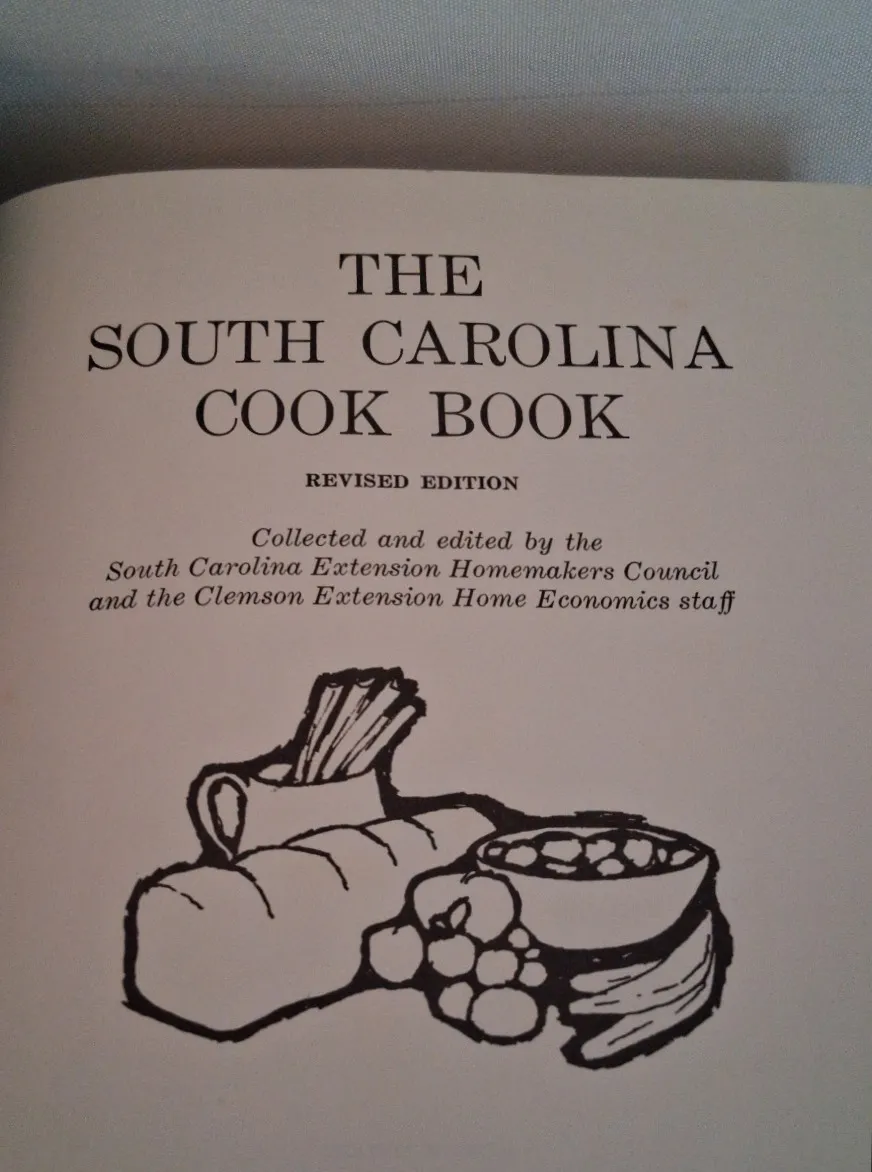 THE
SOUTH CAROLINA
COOK BOOK
REVISED EDITION
Collected and edited by the
South Carolina Extension Homemakers Council
and the Clemson Extension Home Economics staff